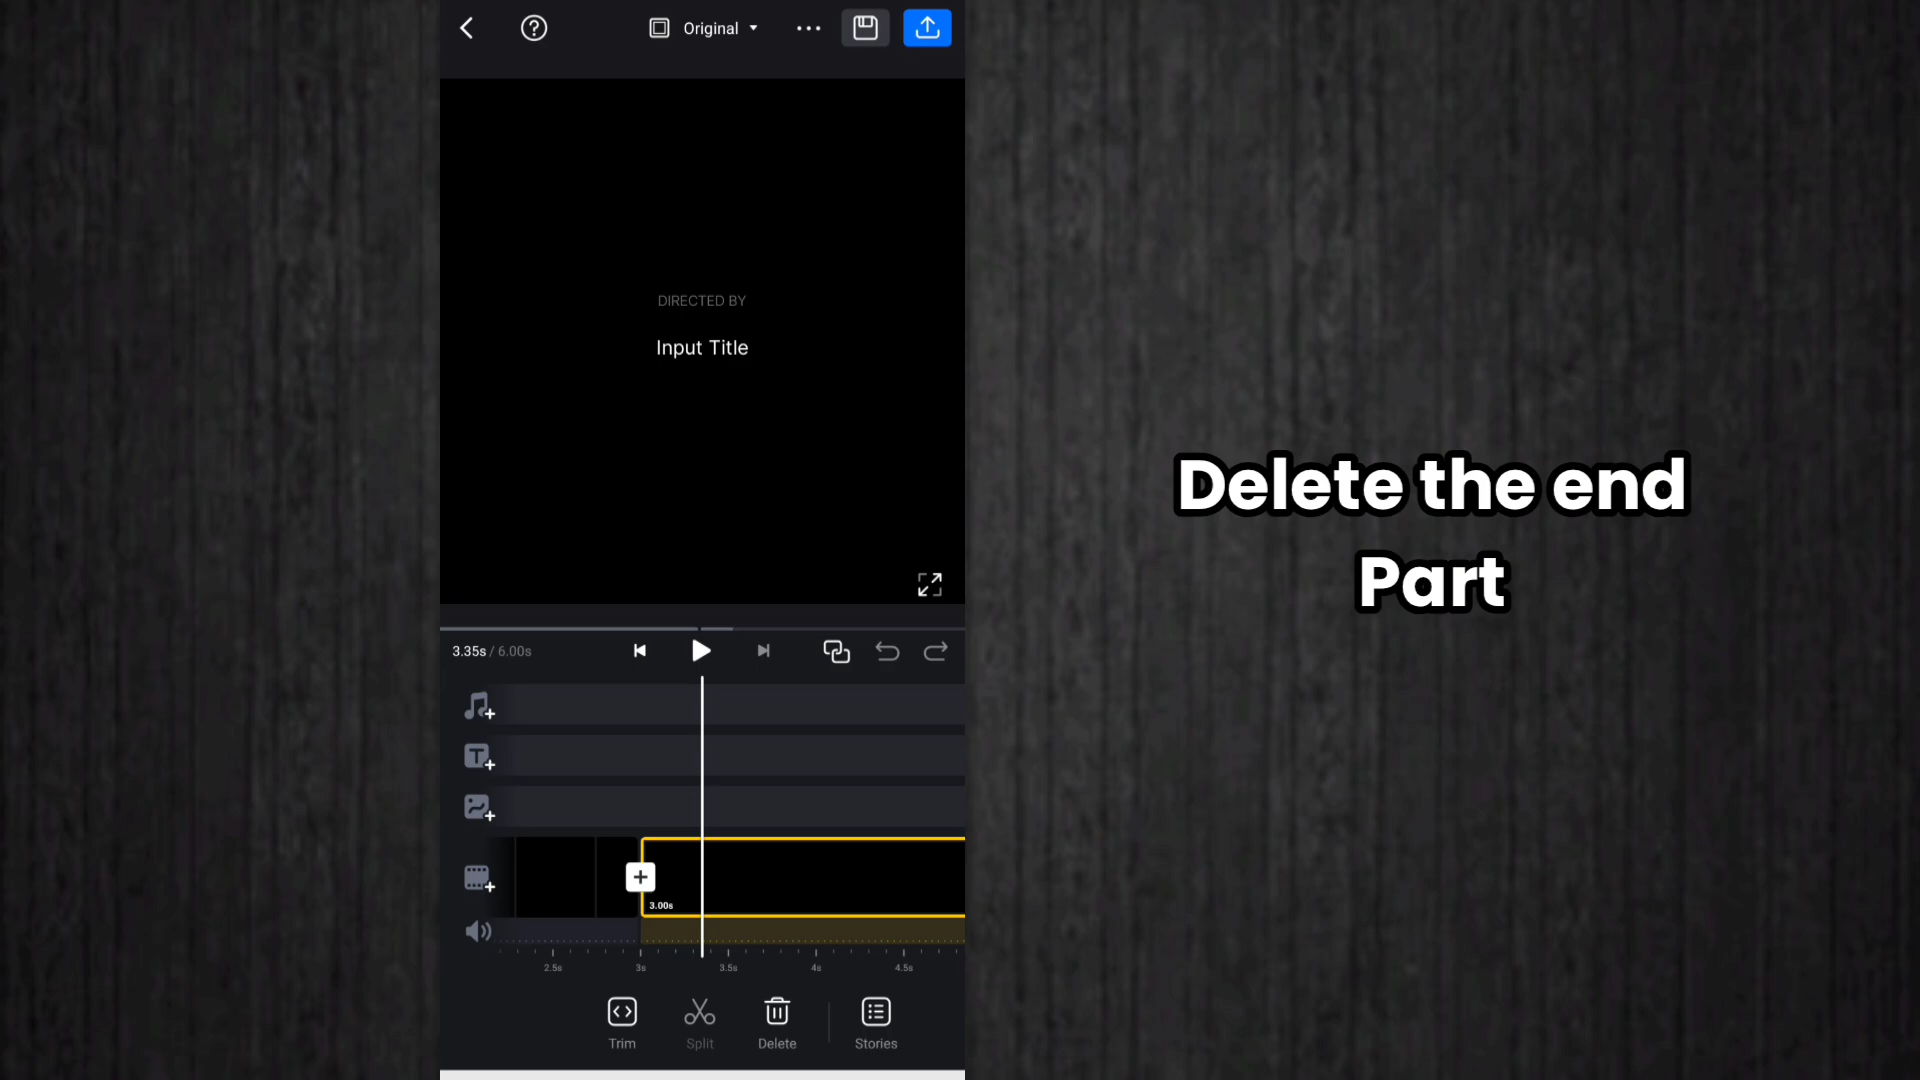 Original
DIRECTED BY
Input Title
Delete the end
Part
3.35s / 6.00s
3.00s
2.5s 3s 3.5s 4s 4.5s
Trim Split Delete Stories